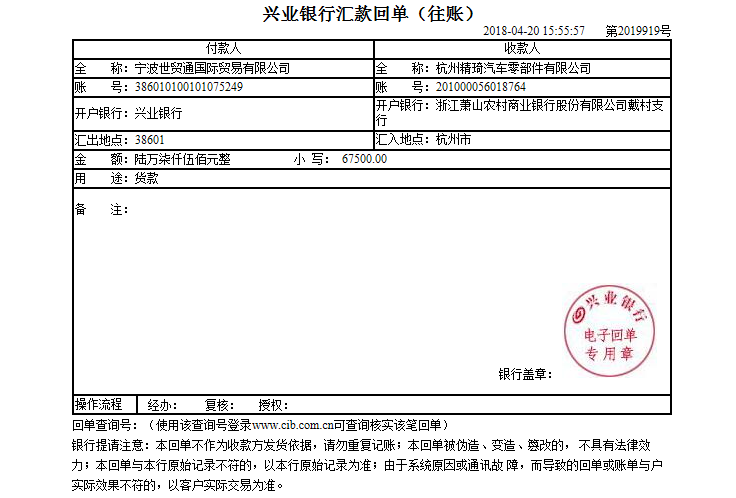 兴业银行汇款回单（往账）
2018-04-20 15:55:57 第2019919号
付款人 收款人
全 称：宁波世贸通国际贸易有限公司 全 称：杭州精琦汽车零部件有限公司
账 号：386010100101075249 账 号：201000056018764
开户银行：兴业银行 开户银行：浙江萧山农村商业银行股份有限公司戴村支
行
汇出地点：38601 汇入地点：杭州市
金 额：陆万柒仟伍佰元整 小 写： 67500.00
用 途：货款
备 注：
兴业银行
电子回单
专用章
银行盖章：
操作流程 经办： 复核： 授权：
回单查询号：（使用该查询号登录www.cib.com.cn可查询核实该笔回单）
银行提请注意：本回单不作为收款方发货依据，请勿重复记账；本回单被伪造、变造、篡改的，不具有法律效
力；本回单与本行原始记录不符的，以本行原始记录为准；由于系统原因或通讯故 障，而导致的回单或账单与户
实际效果不符的，以客户实际交易为准。